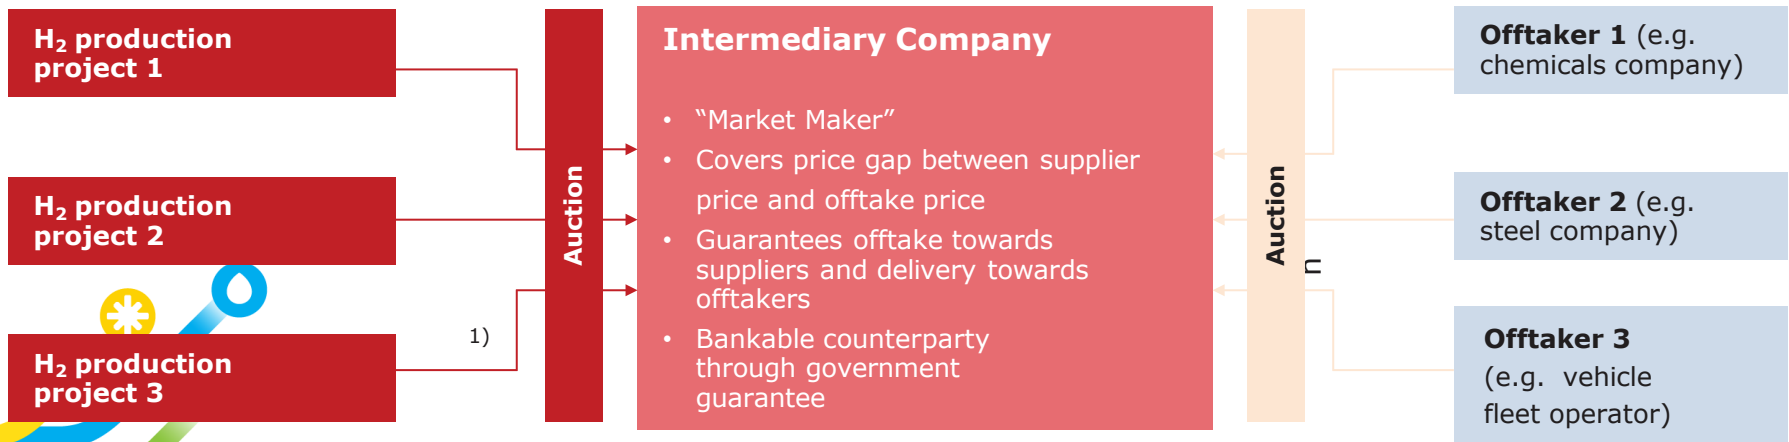 H₂ production
project 1
H₂ production
project 2
1)
H₂ production
project 3
Auction
Intermediary Company
• “Market Maker”
• Covers price gap between supplier
price and offtake price
• Guarantees offtake towards
suppliers and delivery towards
offtakers
• Bankable counterparty
through government
guarantee
Auction
n
Offtaker 1 (e.g.
chemicals company)
Offtaker 2 (e.g.
steel company)
Offtaker 3
(e.g. vehicle
fleet operator)